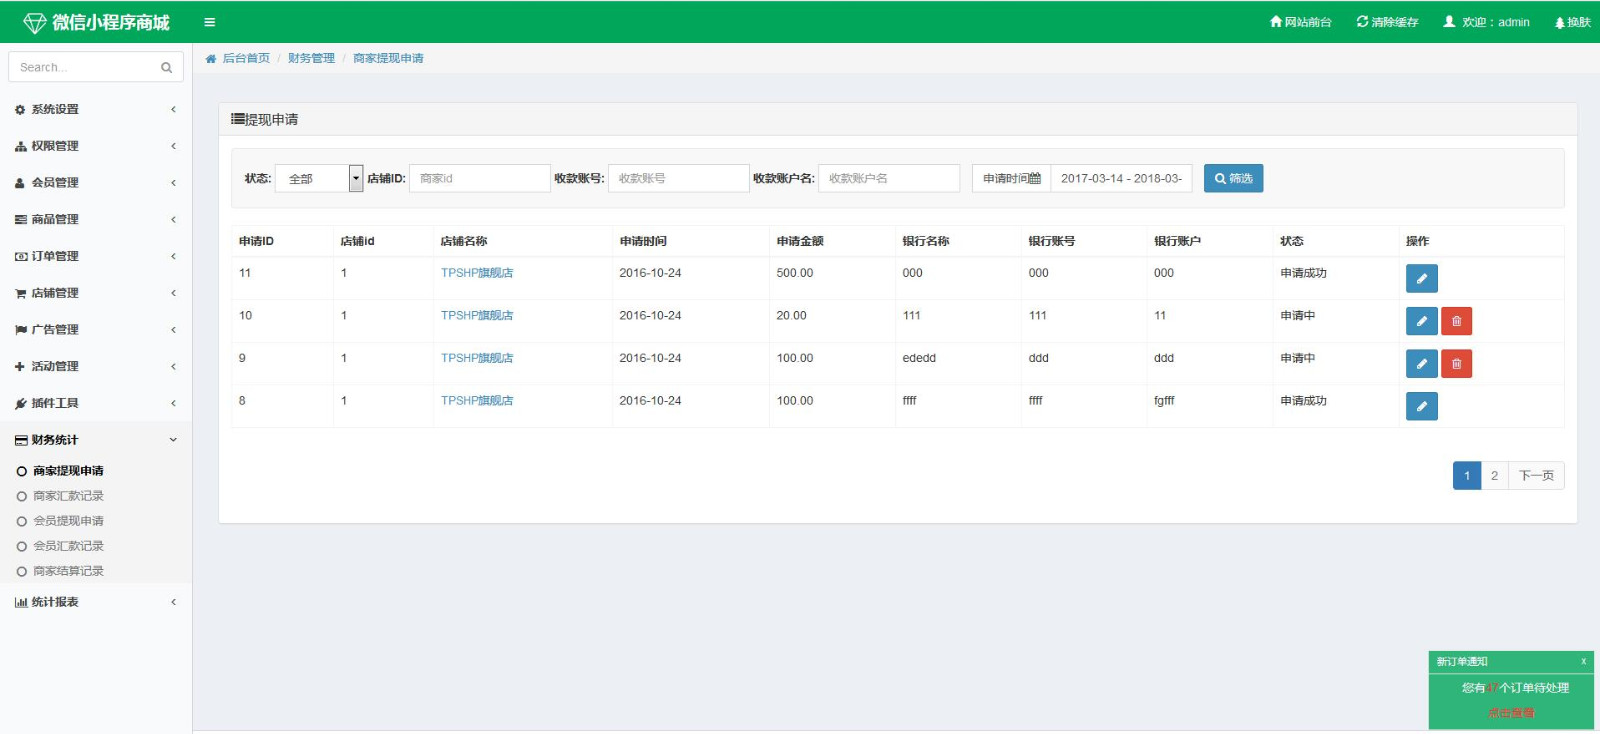 微信小程序商城
网站前台 清除缓存 欢迎：admin 换肤
Search...
后台首页 / 财务管理 / 商家提现申请
系统设置
权限管理
会员管理
商品管理
订单管理
店铺管理
广告管理
活动管理
插件工具
财务统计
商家提现申请
商家汇款记录
会员提现申请
会员汇款记录
商家结算记录
统计报表
提现申请
状态: 全部 店铺ID: 商家id 收款账号: 收款账号 收款账户名: 收款账户名 申请时间 2017-03-14 - 2018-03- 筛选
申请ID 店铺id 店铺名称 申请时间 申请金额 银行名称 银行账号 银行账户 状态 操作
11 1 TPSHP旗舰店 2016-10-24 500.00 000 000 000 申请成功
10 1 TPSHP旗舰店 2016-10-24 20.00 111 111 11 申请中
9 1 TPSHP旗舰店 2016-10-24 100.00 ededd ddd ddd 申请中
8 1 TPSHP旗舰店 2016-10-24 100.00 ffff ffff fgfff 申请成功
1 2 下一页
新订单通知 x
您有47个订单待处理
点击查看